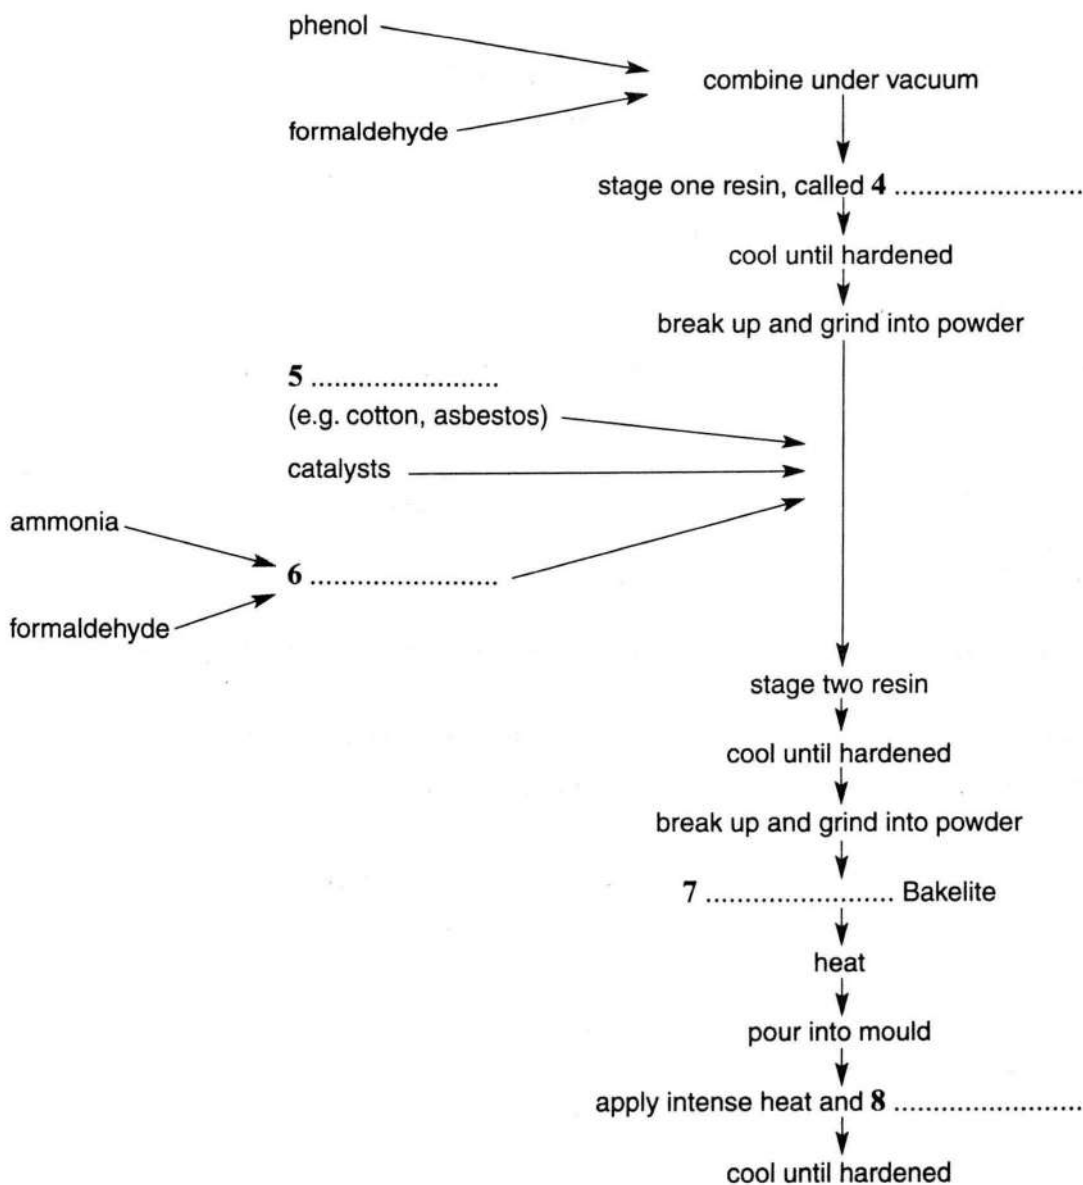 phenol
combine under vacuum
formaldehyde
stage one resin, called 4 ..........................
cool until hardened
break up and grind into powder
5 ..........................
(e.g. cotton, asbestos)
catalysts
ammonia
6 ..........................
formaldehyde
stage two resin
cool until hardened
break up and grind into powder
7 .......................... Bakelite
heat
pour into mould
apply intense heat and 8 ..........................
cool until hardened